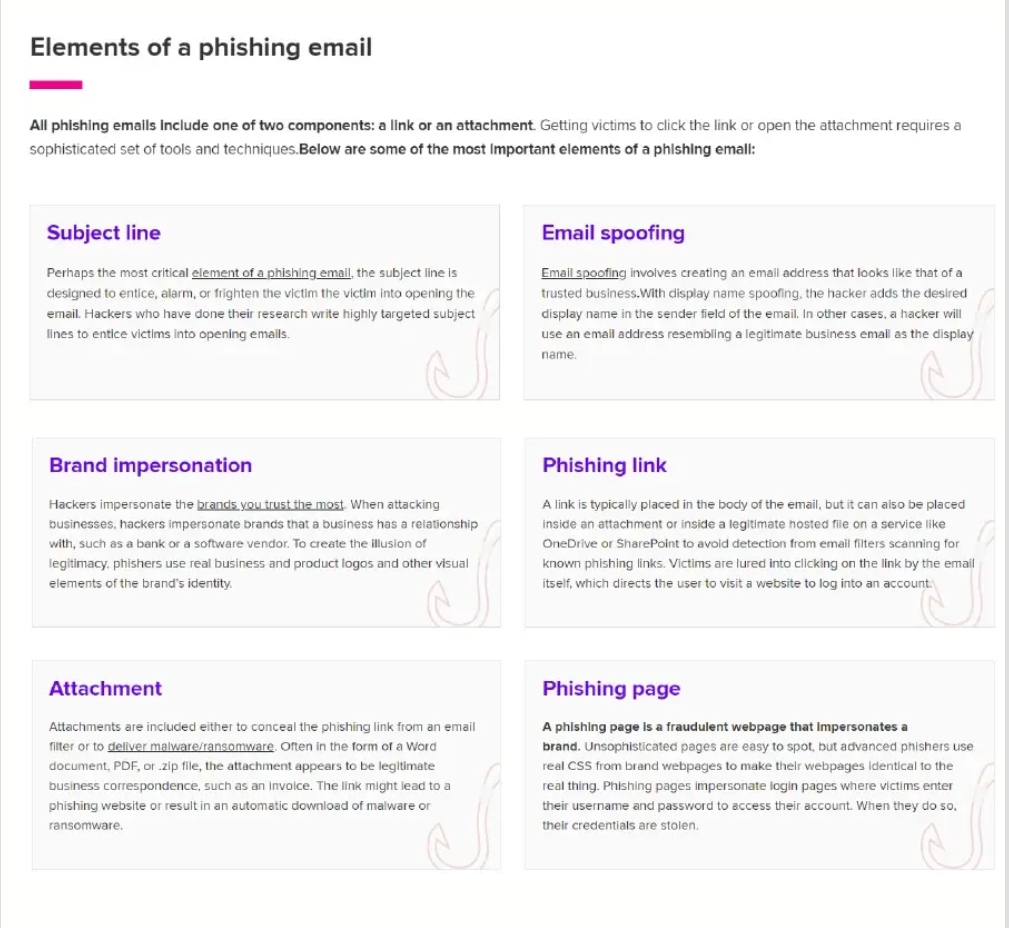 Elements of a phishing email
All phishing emails include one of two components: a link or an attachment. Getting victims to click the link or open the attachment requires a
sophisticated set of tools and techniques.Below are some of the most important elements of a phishing email:
Subject line
Perhaps the most critical element of a phishing email, the subject line is
designed to entice, alarm, or frighten the victim the victim into opening the
email. Hackers who have done their research write highly targeted subject
lines to entice victims into opening emails.
Email spoofing
Email spoofing involves creating an email address that looks like that of a
trusted business.With display name spoofing, the hacker adds the desired
display name in the sender field of the email. In other cases, a hacker will
use an email address resembling a legitimate business email as the display
name.
Brand impersonation
Hackers impersonate the brands you trust the most. When attacking
businesses, hackers impersonate brands that a business has a relationship
with, such as a bank or a software vendor. To create the illusion of
legitimacy, phishers use real business and product logos and other visual
elements of the brand's identity.
Phishing link
A link is typically placed in the body of the email, but it can also be placed
inside an attachment or inside a legitimate hosted file on a service like
OneDrive or SharePoint to avoid detection from email filters scanning for
known phishing links. Victims are lured into clicking on the link by the email
itself, which directs the user to visit a website to log into an account.
Attachment
Attachments are included either to conceal the phishing link from an email
filter or to deliver malware/ransomware. Often in the form of a Word
document, PDF, or .zip file, the attachment appears to be legitimate
business correspondence, such as an invoice. The link might lead to a
phishing website or result in an automatic download of malware or
ransomware.
Phishing page
A phishing page is a fraudulent webpage that impersonates a
brand. Unsophisticated pages are easy to spot, but advanced phishers use
real CSS from brand webpages to make their webpages identical to the
real thing. Phishing pages impersonate login pages where victims enter
their username and password to access their account. When they do so,
their credentials are stolen.